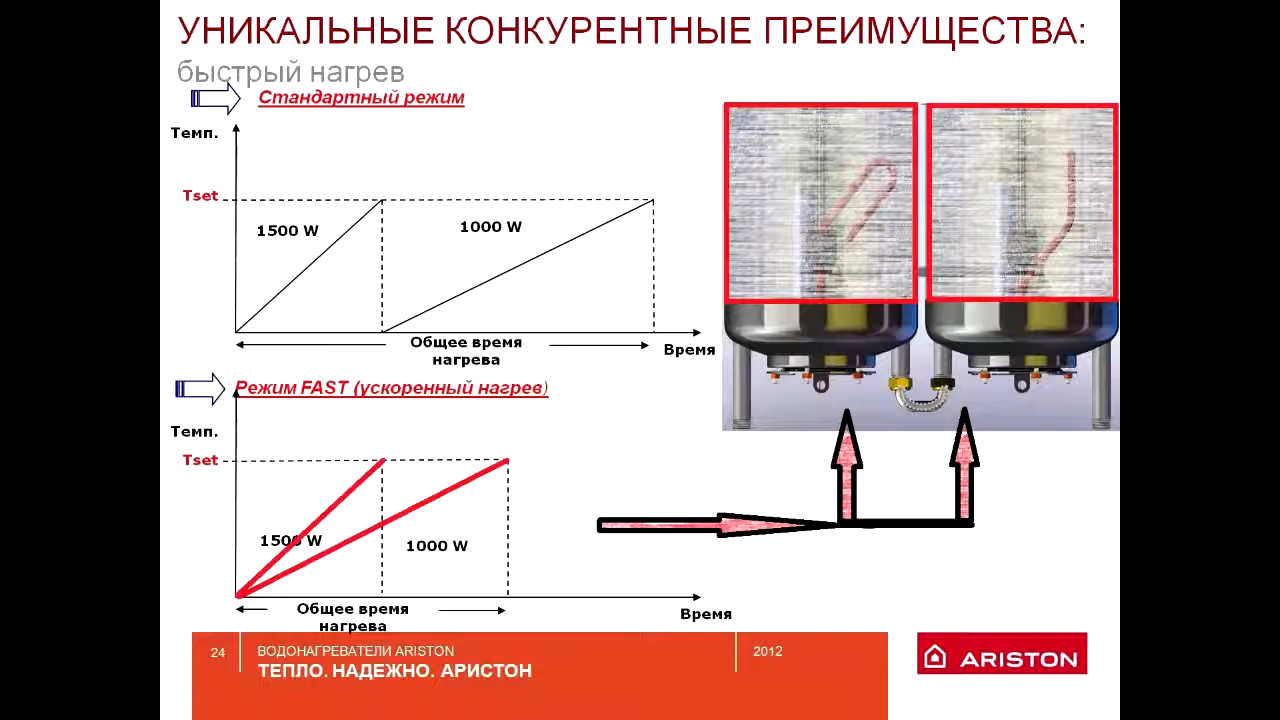 УНИКАЛЬНЫЕ КОНКУРЕНТНЫЕ ПРЕИМУЩЕСТВА:
быстрый нагрев
Стандартный режим
Темп.
Tset
1500 W
1000 W
Общее время
нагрева
Время
Режим FAST (ускоренный нагрев)
Темп.
Tset
1500 W
1000 W
Общее время
нагрева
Время
24
ВОДОНАГРЕВАТЕЛИ ARISTON
ТЕПЛО. НАДЕЖНО. АРИСТОН
2012
ARISTON